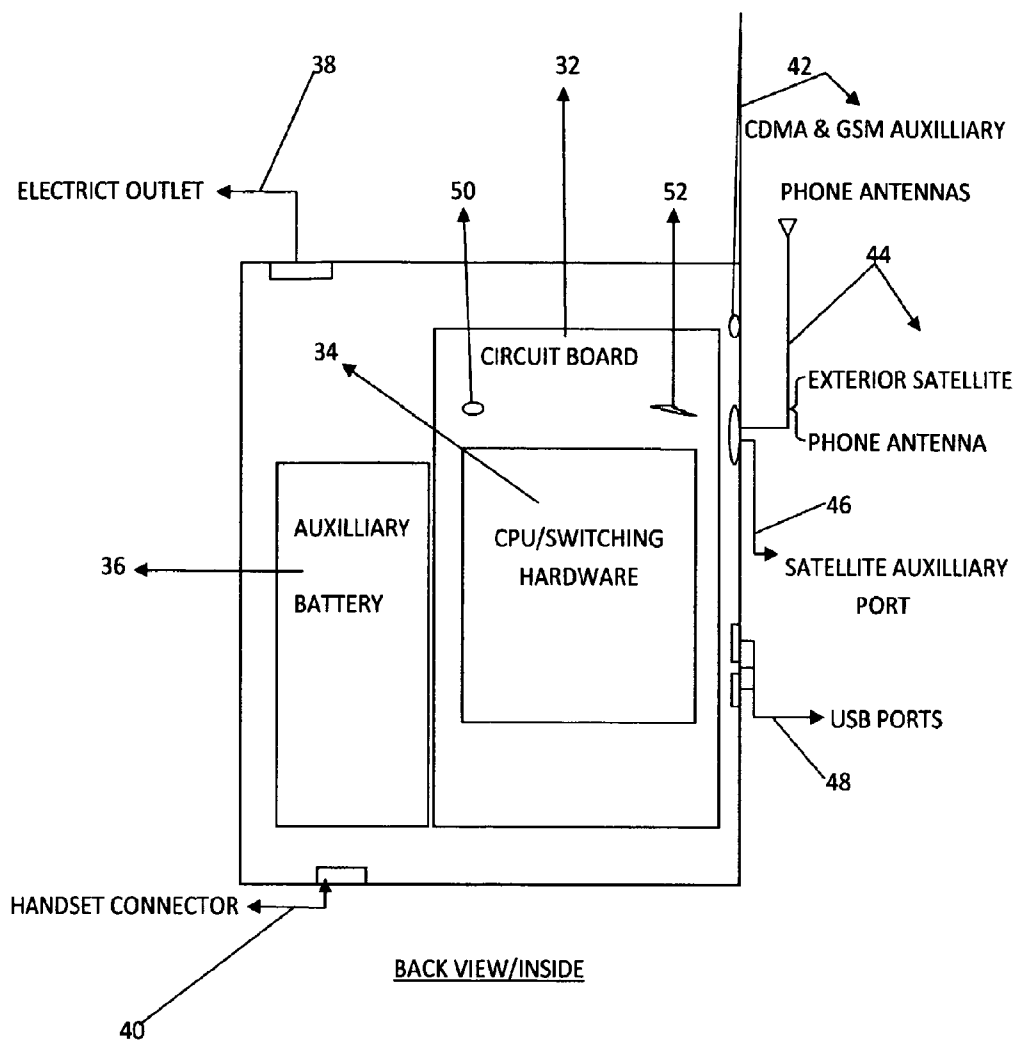 38
32
42
CDMA & GSM AUXILLIARY
ELECTRICT OUTLET
50
52
PHONE ANTENNAS
44
34
CIRCUIT BOARD
EXTERIOR SATELLITE
PHONE ANTENNA
46
AUXILLIARY
BATTERY
CPU/SWITCHING
HARDWARE
36
SATELLITE AUXILLIARY
PORT
USB PORTS
48
HANDSET CONNECTOR
BACK VIEW/INSIDE
40